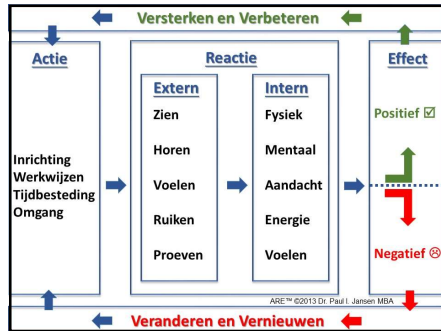 Versterken en Verbeteren
Actie
Reactie
Effect
Extern
Intern
Zien
Fysiek
Positief ☑
Horen
Mentaal
Inrichting
Werkwijzen
Tijdbesteding
Omgang
Voelen
Aandacht
Ruiken
Energie
Proeven
Voelen
Negatief ☹
ARE™ ©2013 Dr. Paul I. Jansen MBA
Veranderen en Vernieuwen